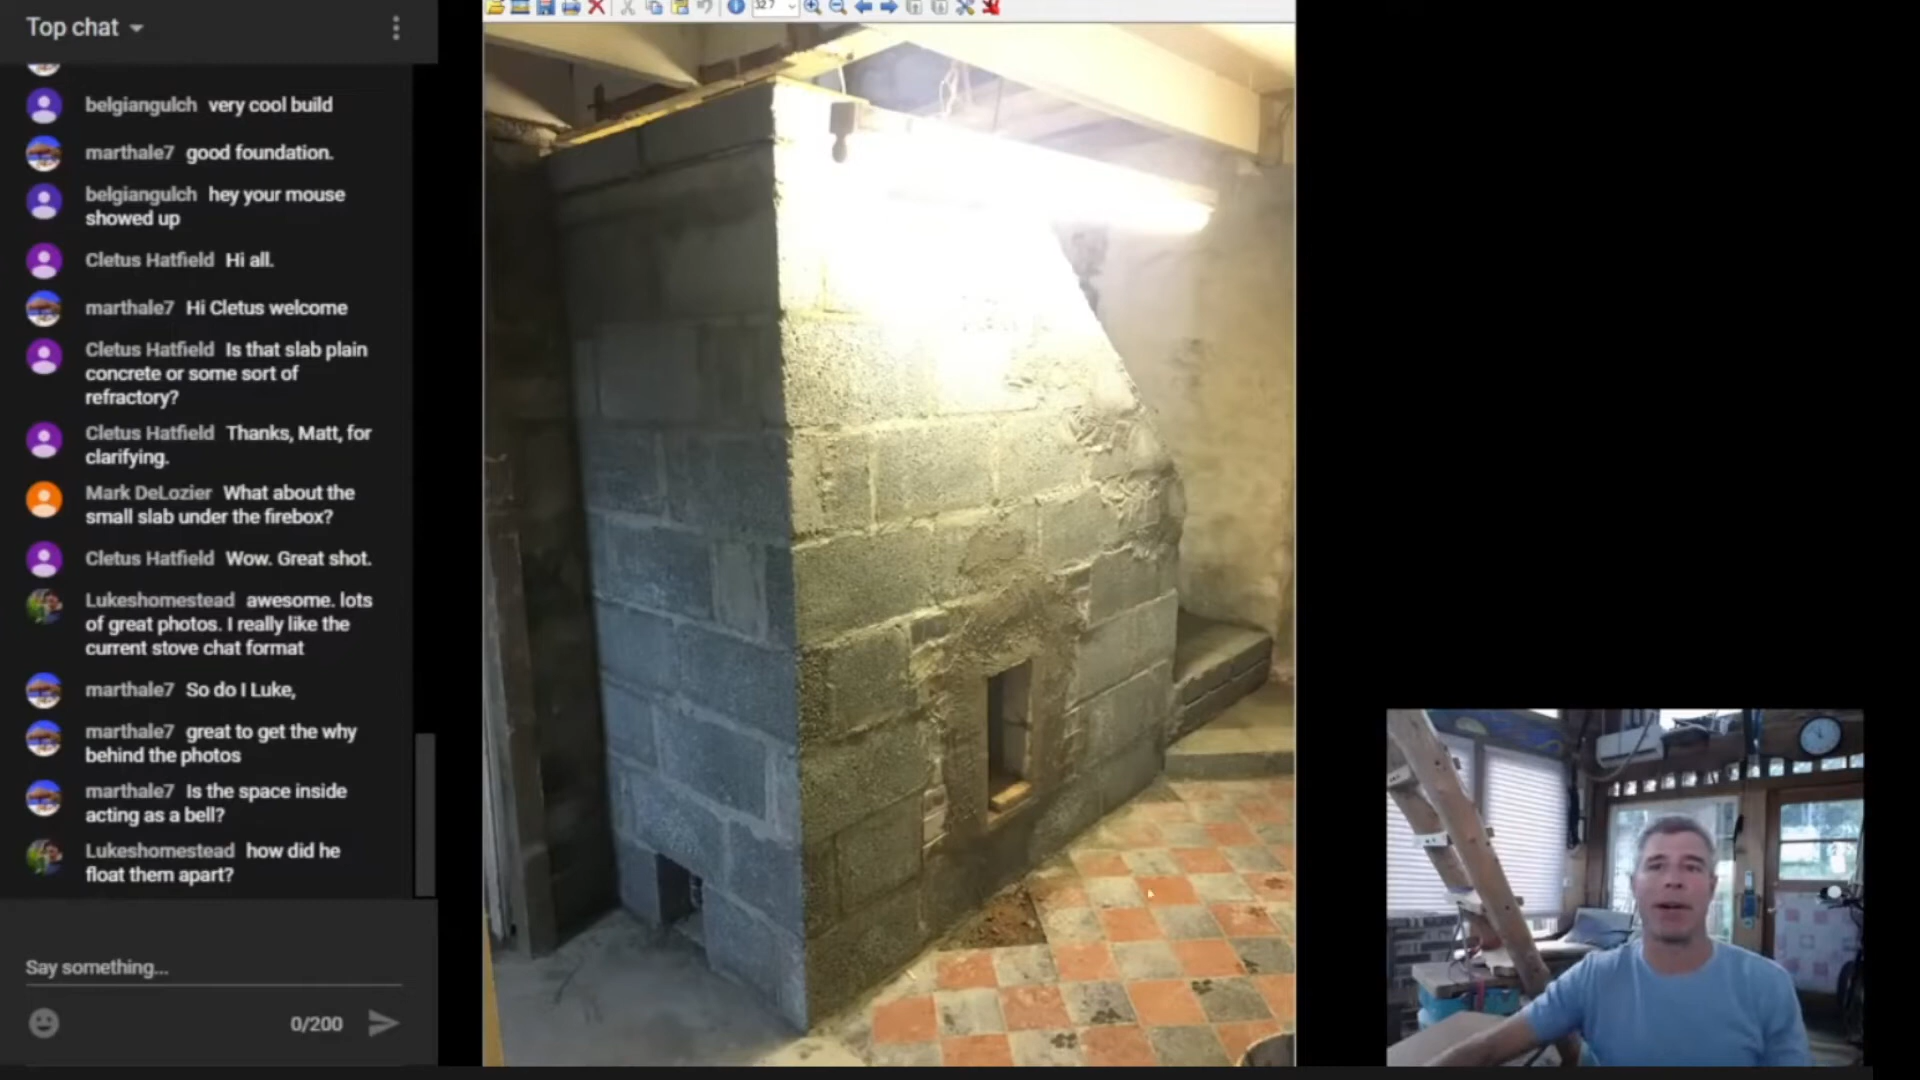 Top chat
belgiangulch very cool build
marthale7 good foundation.
belgiangulch hey your mouse
showed up
Cletus Hatfield Hi all.
marthale7 Hi Cletus welcome
Cletus Hatfield Is that slab plain
concrete or some sort of
refractory?
Cletus Hatfield Thanks, Matt, for
clarifying.
Mark DeLozier What about the
small slab under the firebox?
Cletus Hatfield Wow. Great shot.
Lukeshomestead awesome. lots
of great photos. I really like the
current stove chat format
marthale7 So do I Luke,
marthale7 great to get the why
behind the photos
marthale7 Is the space inside
acting as a bell?
Lukeshomestead how did he
float them apart?
Say something...
0/200